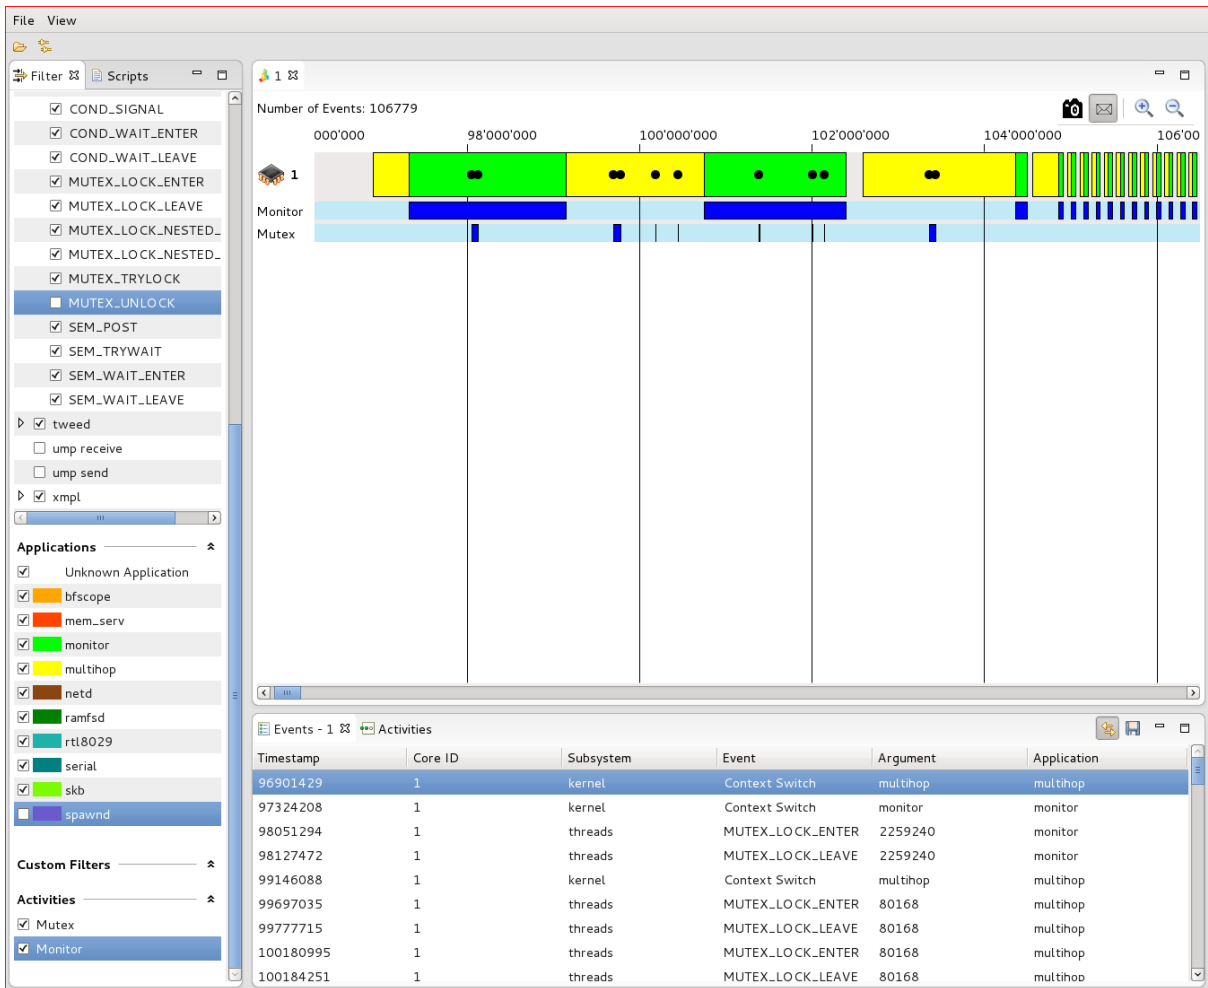 File View
Filter Scripts
COND_SIGNAL
COND_WAIT_ENTER
COND_WAIT_LEAVE
MUTEX_LOCK_ENTER
MUTEX_LOCK_LEAVE
MUTEX_LOCK_NESTED_
MUTEX_LOCK_NESTED_
MUTEX_TRYLOCK
MUTEX_UNLOCK
SEM_POST
SEM_TRYWAIT
SEM_WAIT_ENTER
SEM_WAIT_LEAVE
tweed
ump receive
ump send
xmpl
Applications
Unknown Application
bfscope
mem_serv
monitor
multihop
netd
ramfsd
rtl8029
serial
skb
spawnd
Custom Filters
Activities
Mutex
Monitor
1
Number of Events: 106779
000'000 98'000'000 100'000'000 102'000'000 104'000'000 106'00
1
Monitor
Mutex
Events - 1 Activities
Timestamp Core ID Subsystem Event Argument Application
96901429 1 kernel Context Switch multihop multihop
97324208 1 kernel Context Switch monitor monitor
98051294 1 threads MUTEX_LOCK_ENTER 2259240 monitor
98127472 1 threads MUTEX_LOCK_LEAVE 2259240 monitor
99146088 1 kernel Context Switch multihop multihop
99697035 1 threads MUTEX_LOCK_ENTER 80168 multihop
99777715 1 threads MUTEX_LOCK_LEAVE 80168 multihop
100180995 1 threads MUTEX_LOCK_ENTER 80168 multihop
100184251 1 threads MUTEX_LOCK_LEAVE 80168 multihop